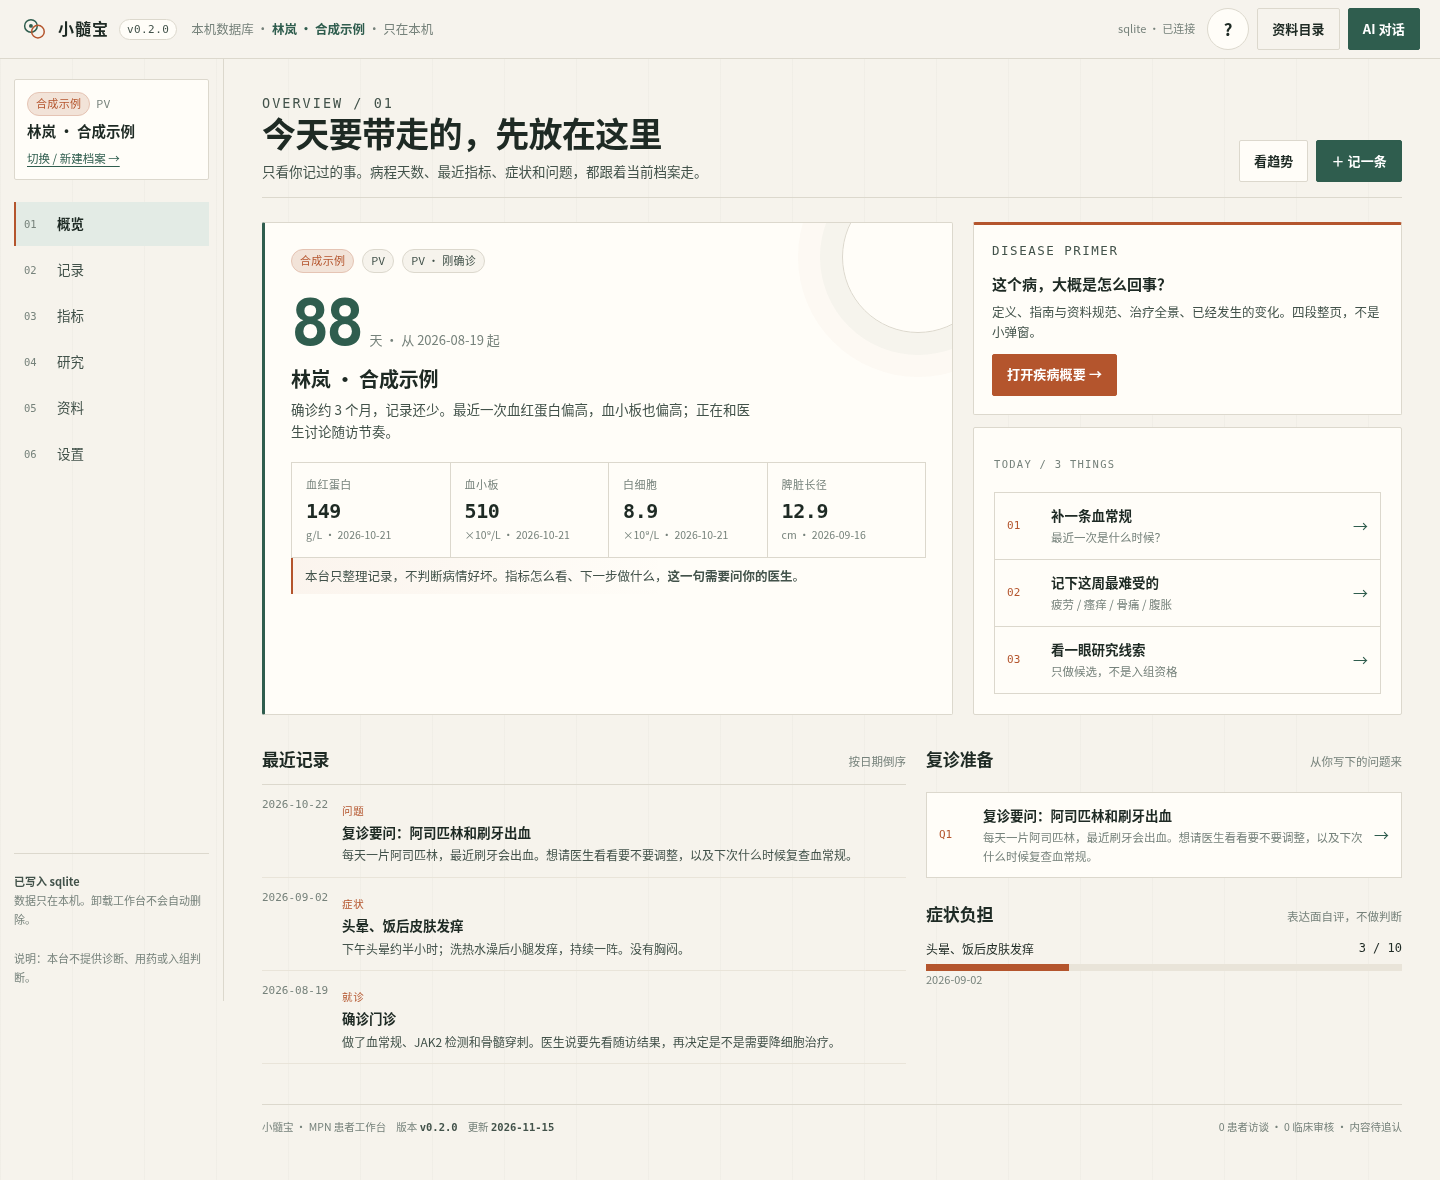 小髓宝 v0.2.0 本机数据库 · 林岚 · 合成示例 · 只在本机 sqlite · 已连接 ? 资料目录 AI 对话
合成示例 PV
林岚 · 合成示例
切换 / 新建档案 →
01 概览
02 记录
03 指标
04 研究
05 资料
06 设置
已写入 sqlite
数据只在本机。卸载工作台不会自动删
除。
说明：本台不提供诊断、用药或入组判
断。
OVERVIEW / 01
今天要带走的，先放在这里
只看你记过的事。病程天数、最近指标、症状和问题，都跟着当前档案走。
看趋势 ＋ 记一条
合成示例 PV PV · 刚确诊
88 天 · 从 2026-08-19 起
林岚 · 合成示例
确诊约 3 个月，记录还少。最近一次血红蛋白偏高，血小板也偏高；正在和医
生讨论随访节奏。
血红蛋白 血小板 白细胞 脾脏长径
149 510 8.9 12.9
g/L · 2026-10-21 ×10⁹/L · 2026-10-21 ×10⁹/L · 2026-10-21 cm · 2026-09-16
本台只整理记录，不判断病情好坏。指标怎么看、下一步做什么，这一句需要问你的医生。
DISEASE PRIMER
这个病，大概是怎么回事？
定义、指南与资料规范、治疗全景、已经发生的变化。四段整页，不是
小弹窗。
打开疾病概要 →
TODAY / 3 THINGS
01 补一条血常规 →
最近一次是什么时候？
02 记下这周最难受的 →
疲劳 / 瘙痒 / 骨痛 / 腹胀
03 看一眼研究线索 →
只做候选，不是入组资格
最近记录 按日期倒序
2026-10-22 问题
复诊要问：阿司匹林和刷牙出血
每天一片阿司匹林，最近刷牙会出血。想请医生看看要不要调整，以及下次什么时候复查血常规。
2026-09-02 症状
头晕、饭后皮肤发痒
下午头晕约半小时；洗热水澡后小腿发痒，持续一阵。没有胸闷。
2026-08-19 就诊
确诊门诊
做了血常规、JAK2 检测和骨髓穿刺。医生说要先看随访结果，再决定是不是需要降细胞治疗。
复诊准备 从你写下的问题来
Q1 复诊要问：阿司匹林和刷牙出血 →
每天一片阿司匹林，最近刷牙会出血。想请医生看看要不要调整，以及下次
什么时候复查血常规。
症状负担 表达面自评，不做判断
头晕、饭后皮肤发痒 3 / 10
2026-09-02
小髓宝 · MPN 患者工作台 版本 v0.2.0 更新 2026-11-15 0 患者访谈 · 0 临床审核 · 内容待追认